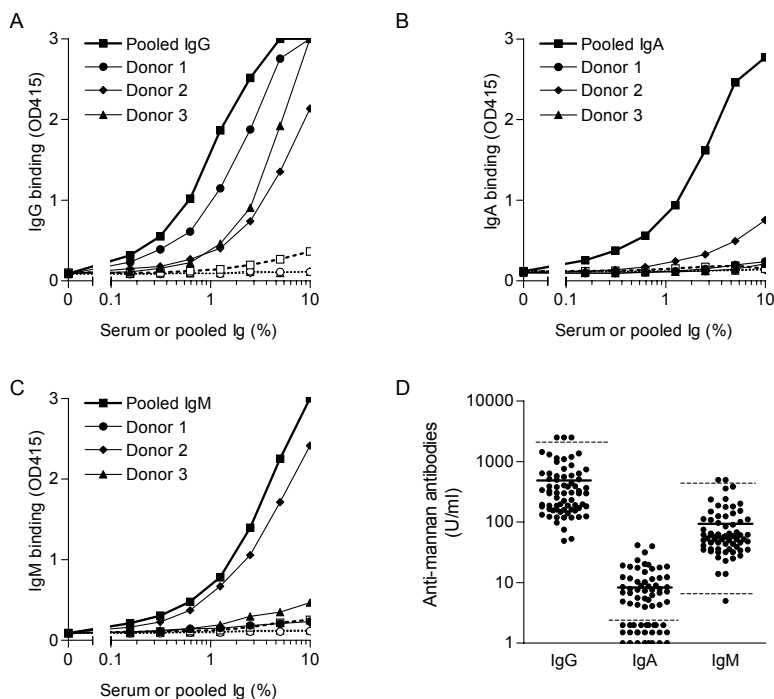 A
Pooled IgG
Donor 1
Donor 2
Donor 3
IgG binding (OD415)
3
2
1
0
0 0.1 1 10
Serum or pooled Ig (%)
B
Pooled IgA
Donor 1
Donor 2
Donor 3
IgA binding (OD415)
3
2
1
0
0 0.1 1 10
Serum or pooled Ig (%)
C
Pooled IgM
Donor 1
Donor 2
Donor 3
IgM binding (OD415)
3
2
1
0
0 0.1 1 10
Serum or pooled Ig (%)
D
Anti-mannan antibodies
(U/ml)
10000
1000
100
10
1
IgG IgA IgM